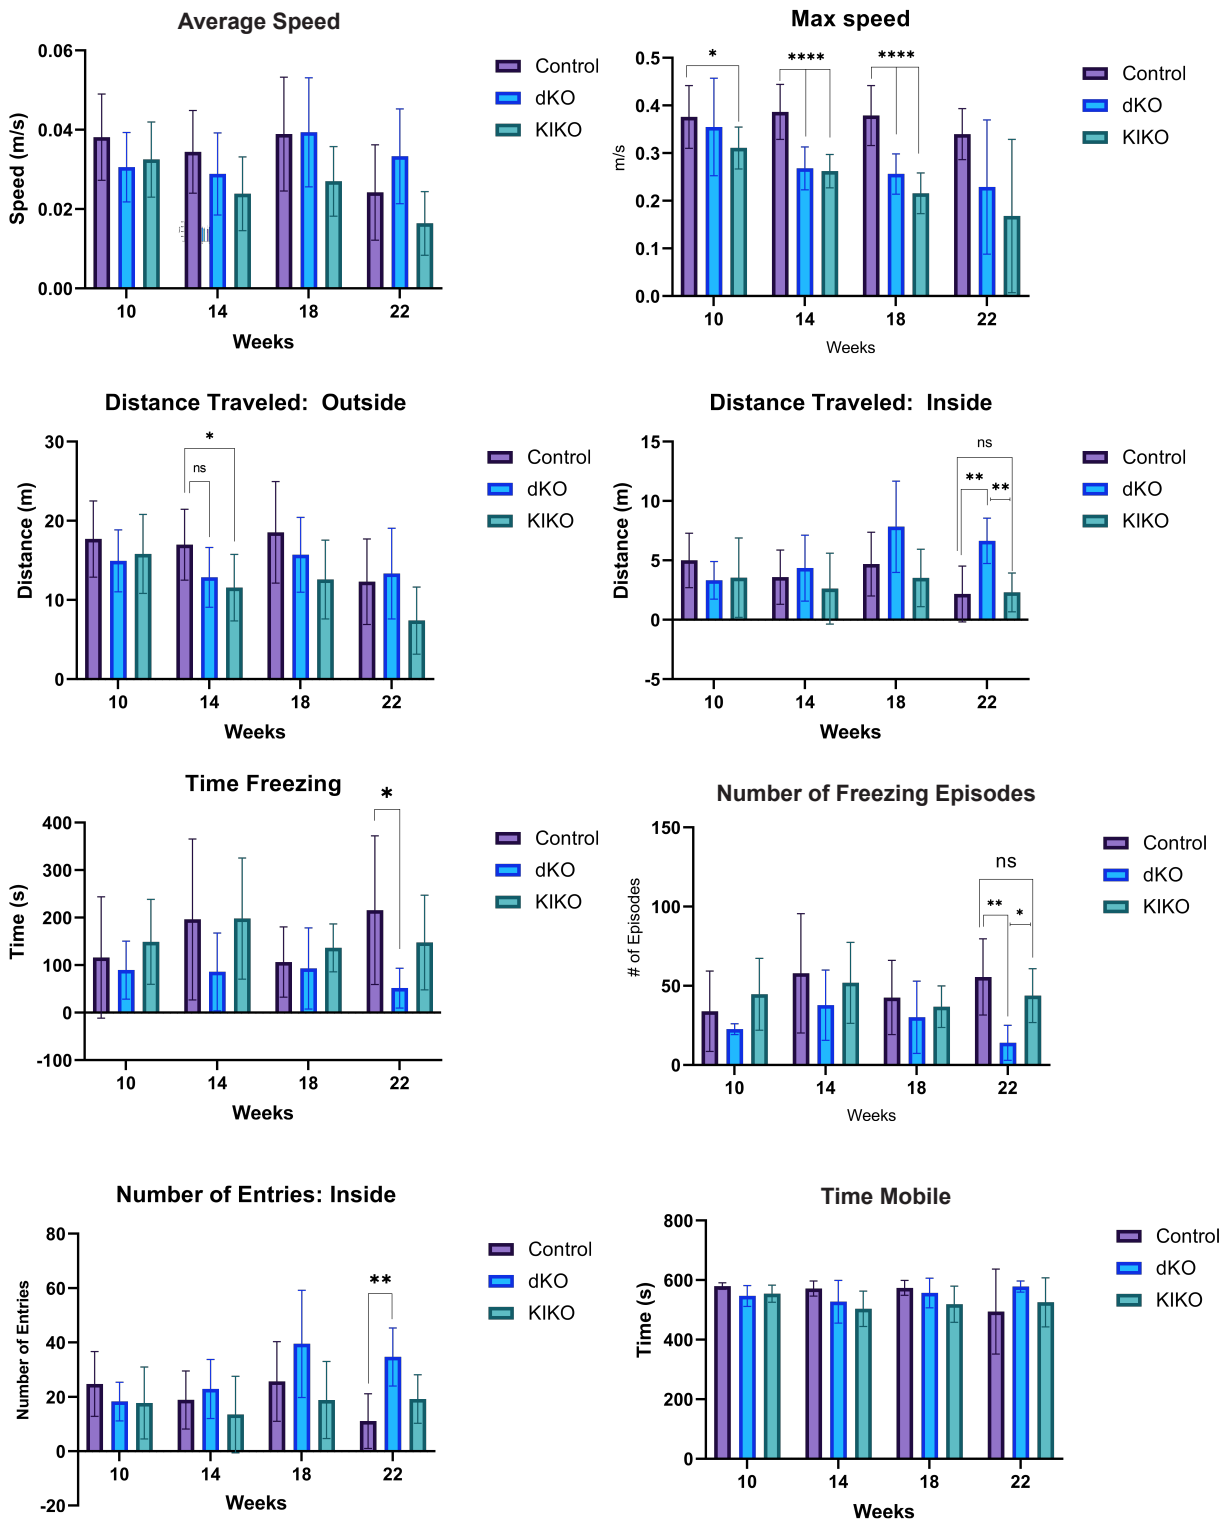 Average Speed
Speed (m/s)
0.06
0.04
0.02
0.00
10 14 18 22
Weeks
Control
dKO
KIKO
Max speed
m/s
0.5
0.4
0.3
0.2
0.1
0.0
* **** ****
10 14 18 22
Weeks
Control
dKO
KIKO
Distance Traveled: Outside
Distance (m)
30
20
10
0
*
ns
10 14 18 22
Weeks
Control
dKO
KIKO
Distance Traveled: Inside
Distance (m)
15
10
5
0
-5
ns
** **
10 14 18 22
Weeks
Control
dKO
KIKO
Time Freezing
Time (s)
400
300
200
100
0
-100
*
10 14 18 22
Weeks
Control
dKO
KIKO
Number of Freezing Episodes
# of Episodes
150
100
50
0
ns
** *
10 14 18 22
Weeks
Control
dKO
KIKO
Number of Entries: Inside
Number of Entries
80
60
40
20
0
-20
**
10 14 18 22
Weeks
Control
dKO
KIKO
Time Mobile
Time (s)
800
600
400
200
0
10 14 18 22
Weeks
Control
dKO
KIKO